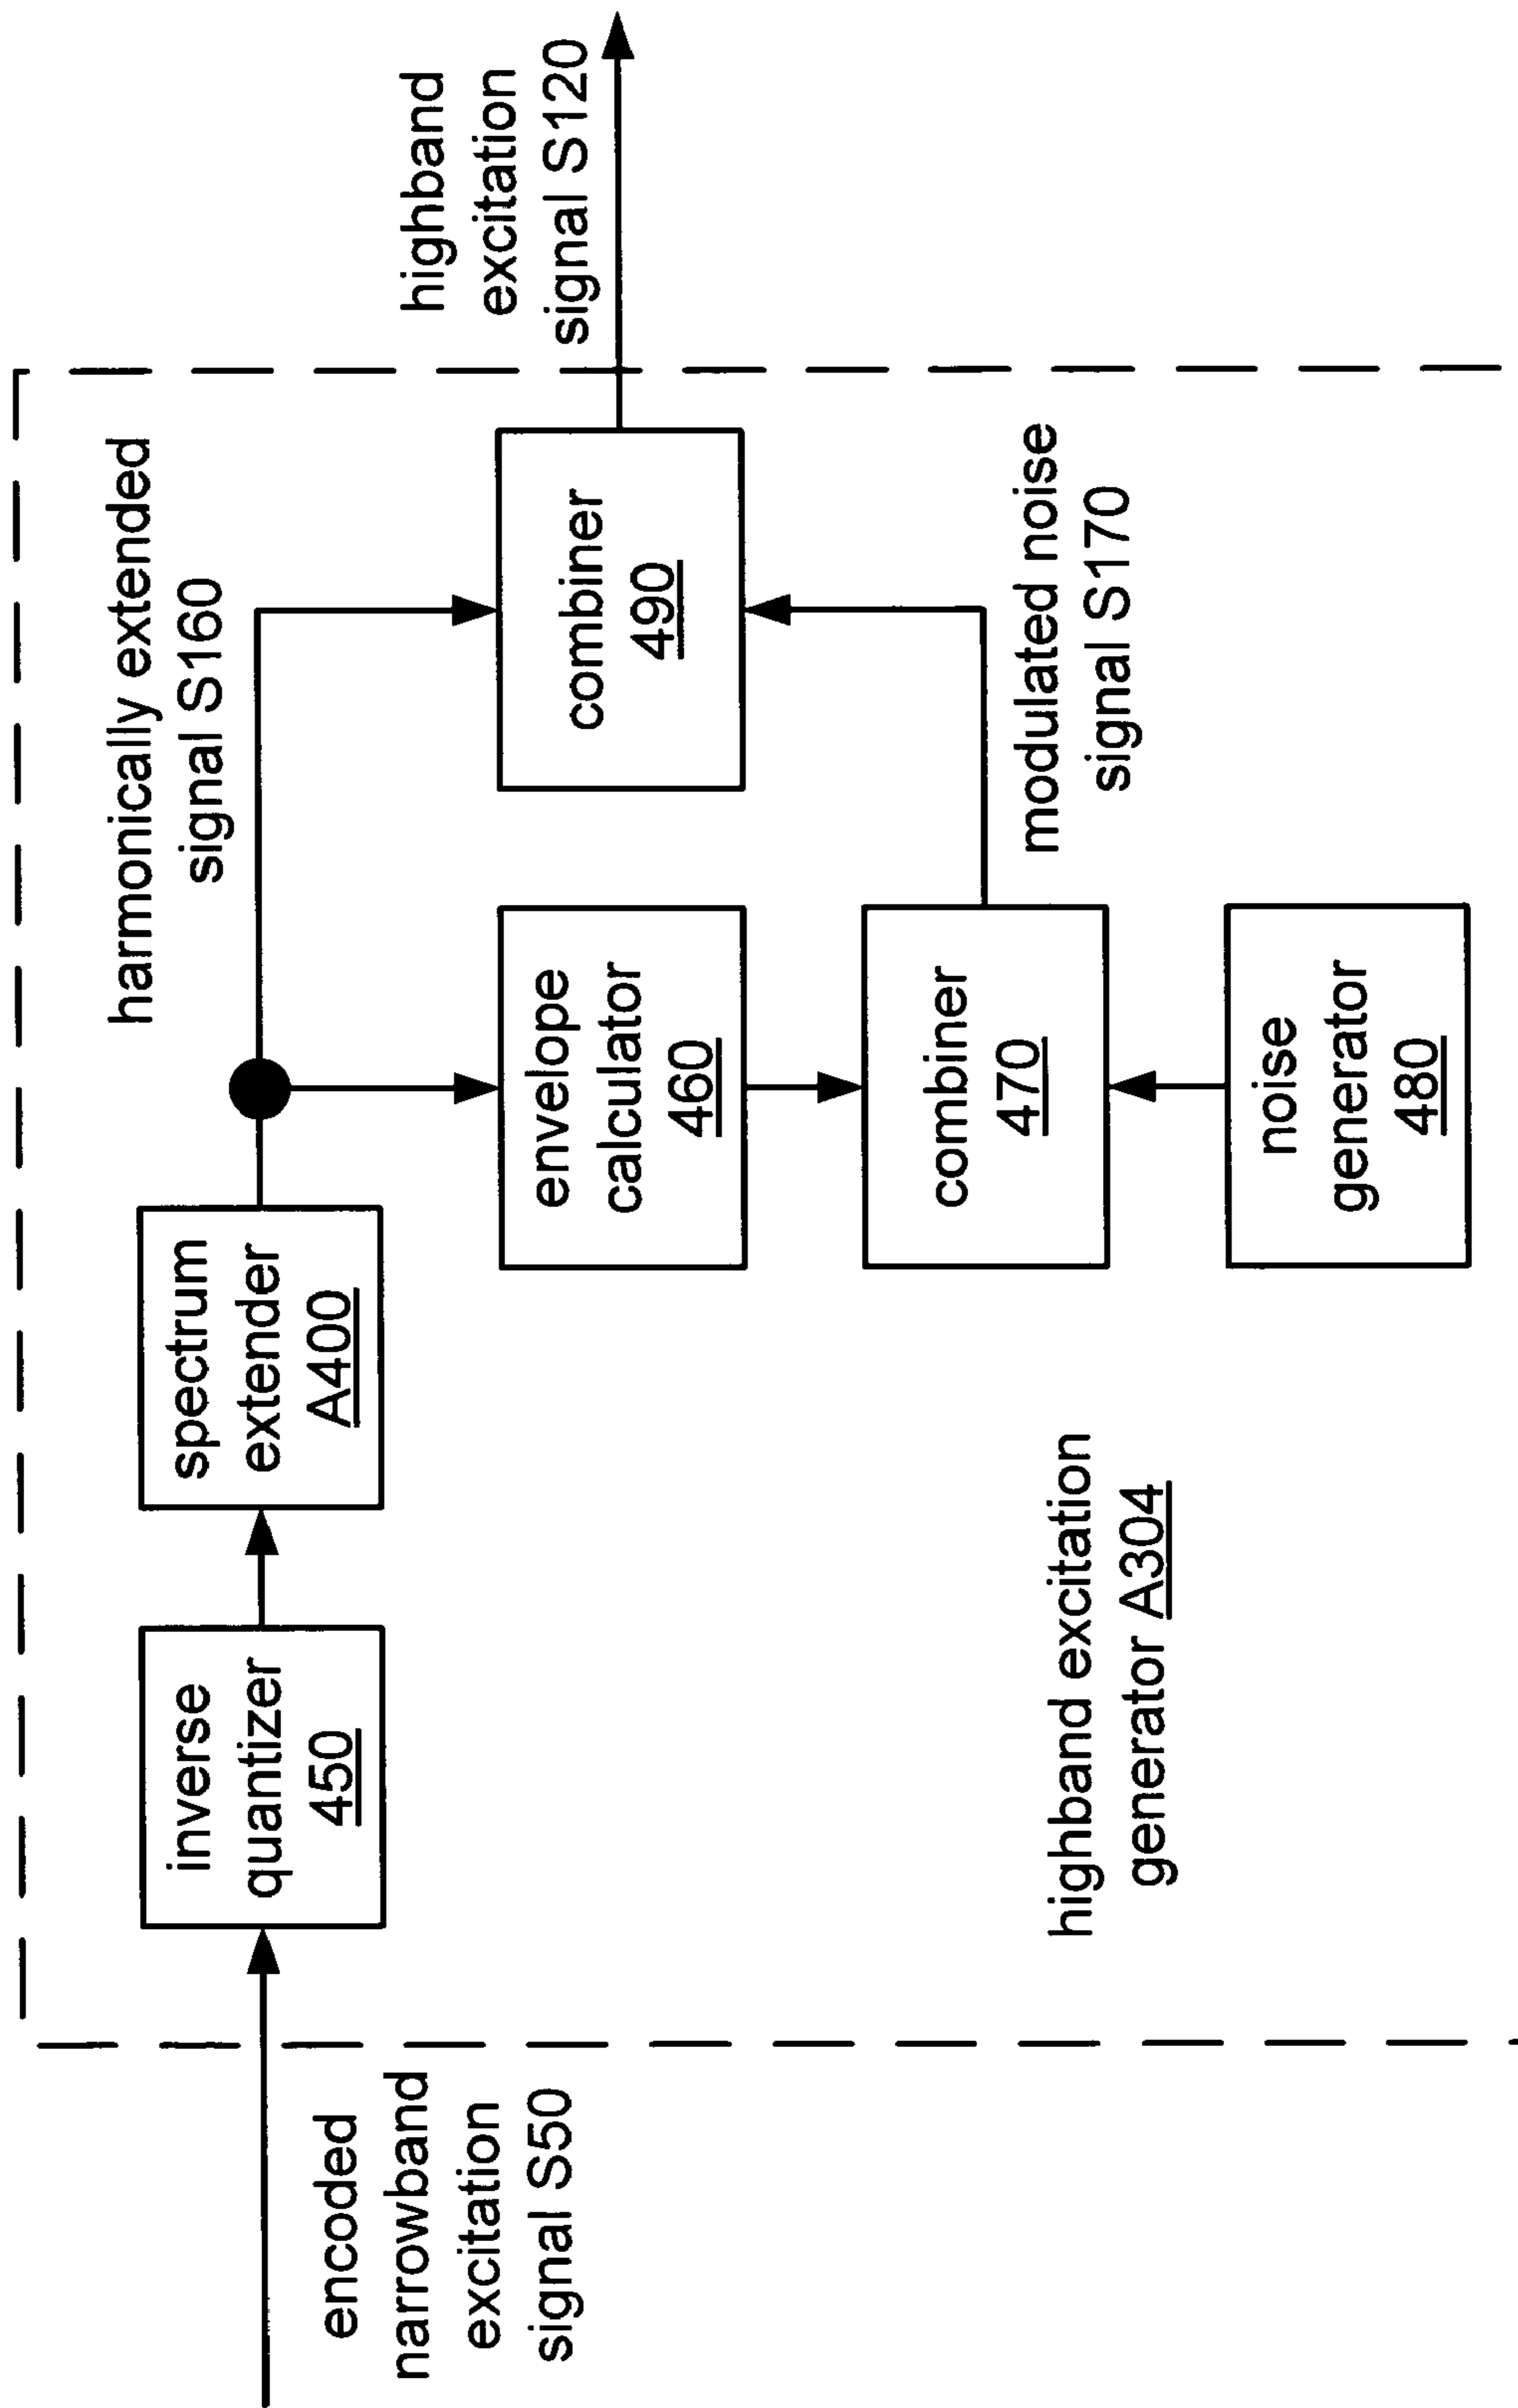 encoded
narrowband
excitation
signal S50
inverse
quantizer
450
spectrum
extender
A400
harmonically extended
signal S160
envelope
calculator
460
combiner
470
noise
generator
480
combiner
490
modulated noise
signal S170
highband
excitation
signal S120
highband excitation
generator A304